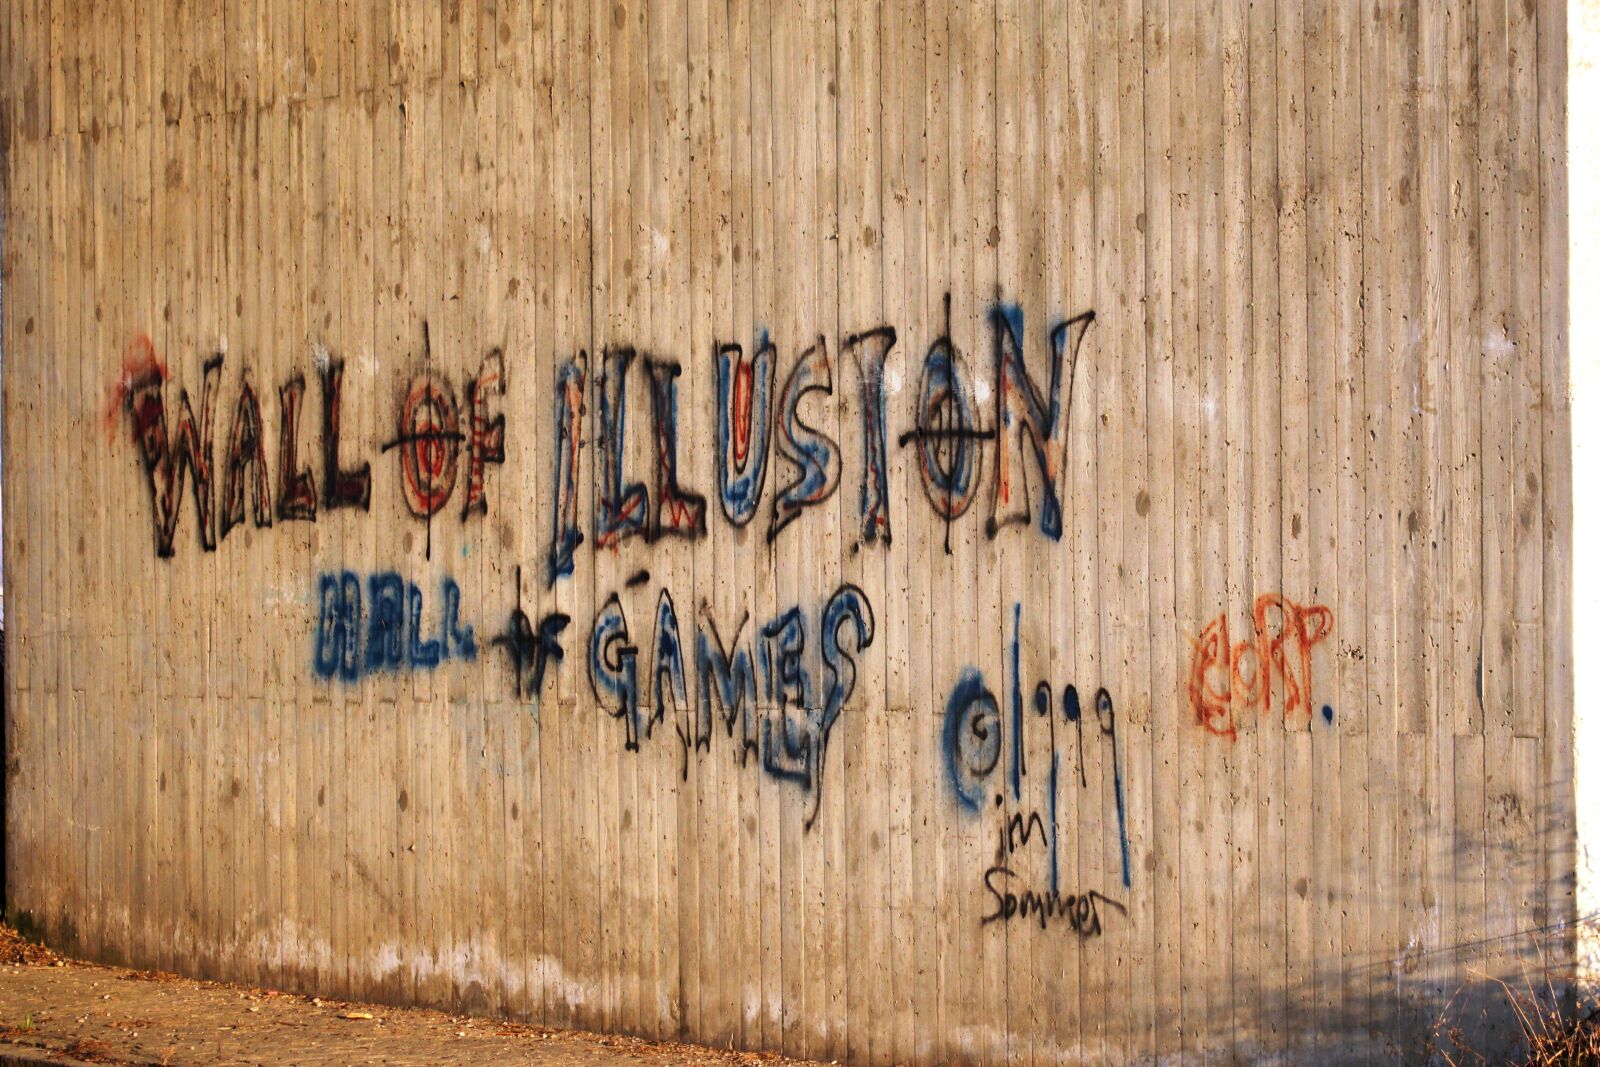 WALL OF ILLUSION
HALL OF GAMES
© 1999
CORP.
im
Sommer